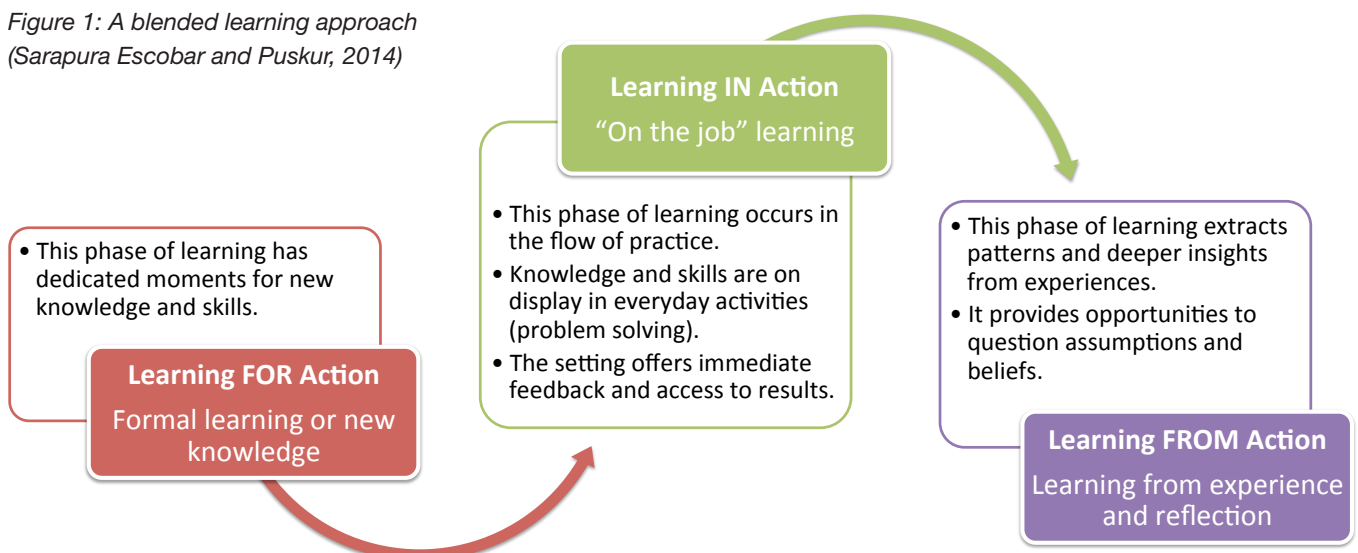 Figure 1: A blended learning approach
(Sarapura Escobar and Puskur, 2014)
• This phase of learning has
dedicated moments for new
knowledge and skills.
Learning FOR Action
Formal learning or new
knowledge
Learning IN Action
“On the job” learning
• This phase of learning occurs in
the flow of practice.
• Knowledge and skills are on
display in everyday activities
(problem solving).
• The setting offers immediate
feedback and access to results.
• This phase of learning extracts
patterns and deeper insights
from experiences.
• It provides opportunities to
question assumptions and
beliefs.
Learning FROM Action
Learning from experience
and reflection